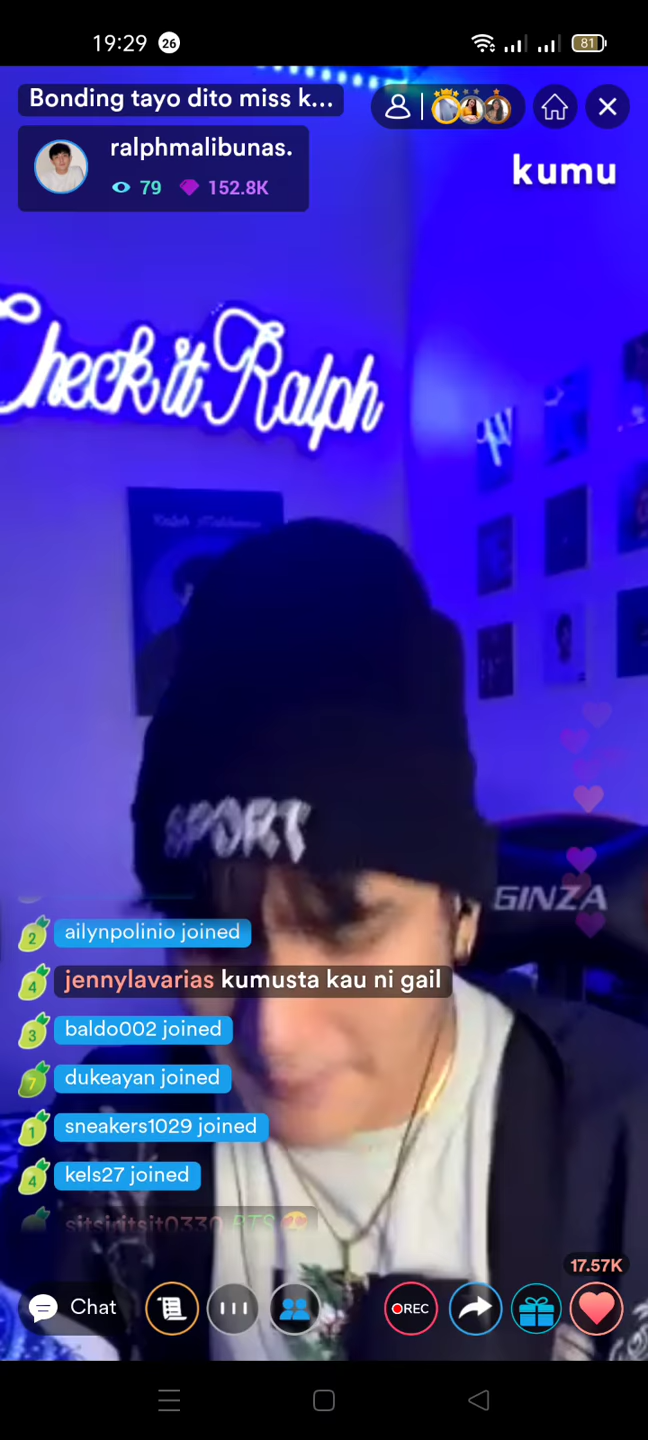 19:29 26
81
Bonding tayo dito miss k...
ralphmalibunas.
79 152.8K
kumu
Check it Ralph
SPORT
GINZA
2 ailynpolinio joined
4 jennylavarias kumusta kau ni gail
3 baldo002 joined
7 dukeayan joined
1 sneakers1029 joined
4 kels27 joined
sitsiritsit0330 BTS 😍
17.57K
Chat
REC